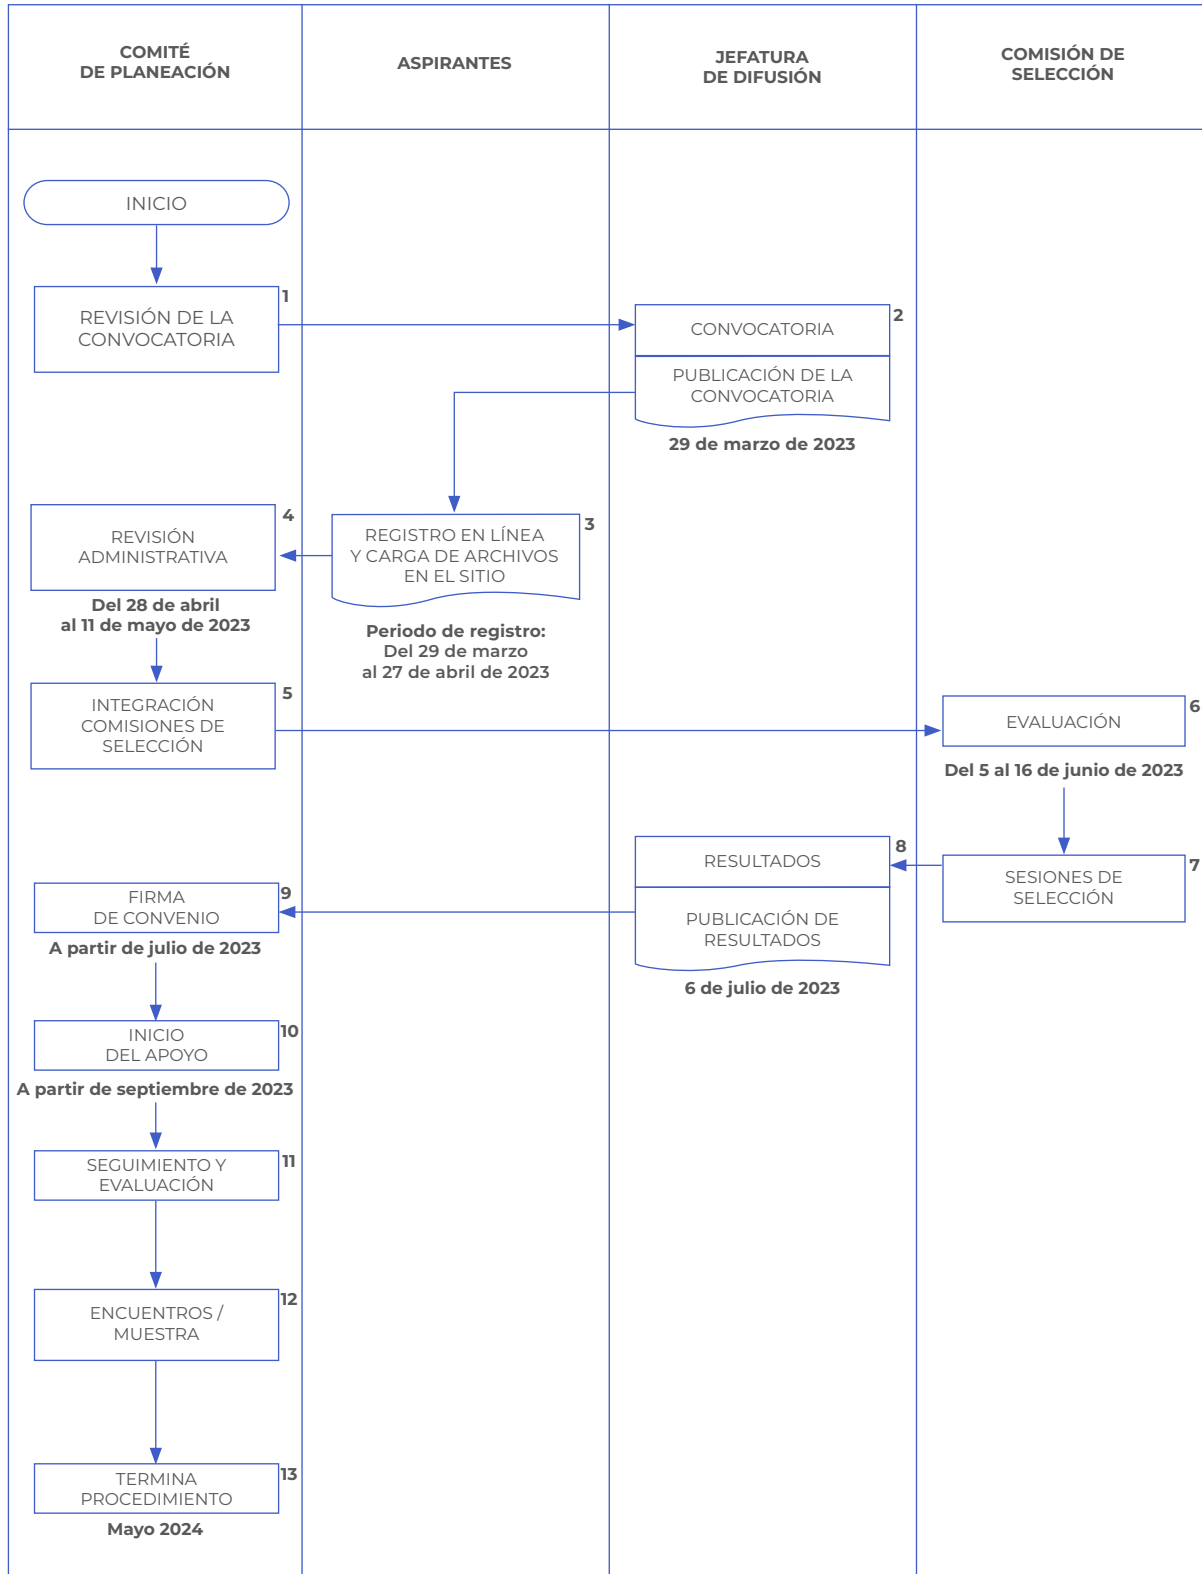 COMITÉ
DE PLANEACIÓN
ASPIRANTES
JEFATURA
DE DIFUSIÓN
COMISIÓN DE
SELECCIÓN
INICIO
1
REVISIÓN DE LA
CONVOCATORIA
2
CONVOCATORIA
PUBLICACIÓN DE LA
CONVOCATORIA
29 de marzo de 2023
3
REGISTRO EN LÍNEA
Y CARGA DE ARCHIVOS
EN EL SITIO
Periodo de registro:
Del 29 de marzo
al 27 de abril de 2023
4
REVISIÓN
ADMINISTRATIVA
Del 28 de abril
al 11 de mayo de 2023
5
INTEGRACIÓN
COMISIONES DE
SELECCIÓN
6
EVALUACIÓN
Del 5 al 16 de junio de 2023
7
SESIONES DE
SELECCIÓN
8
RESULTADOS
PUBLICACIÓN DE
RESULTADOS
6 de julio de 2023
9
FIRMA
DE CONVENIO
A partir de julio de 2023
10
INICIO
DEL APOYO
A partir de septiembre de 2023
11
SEGUIMIENTO Y
EVALUACIÓN
12
ENCUENTROS /
MUESTRA
13
TERMINA
PROCEDIMIENTO
Mayo 2024